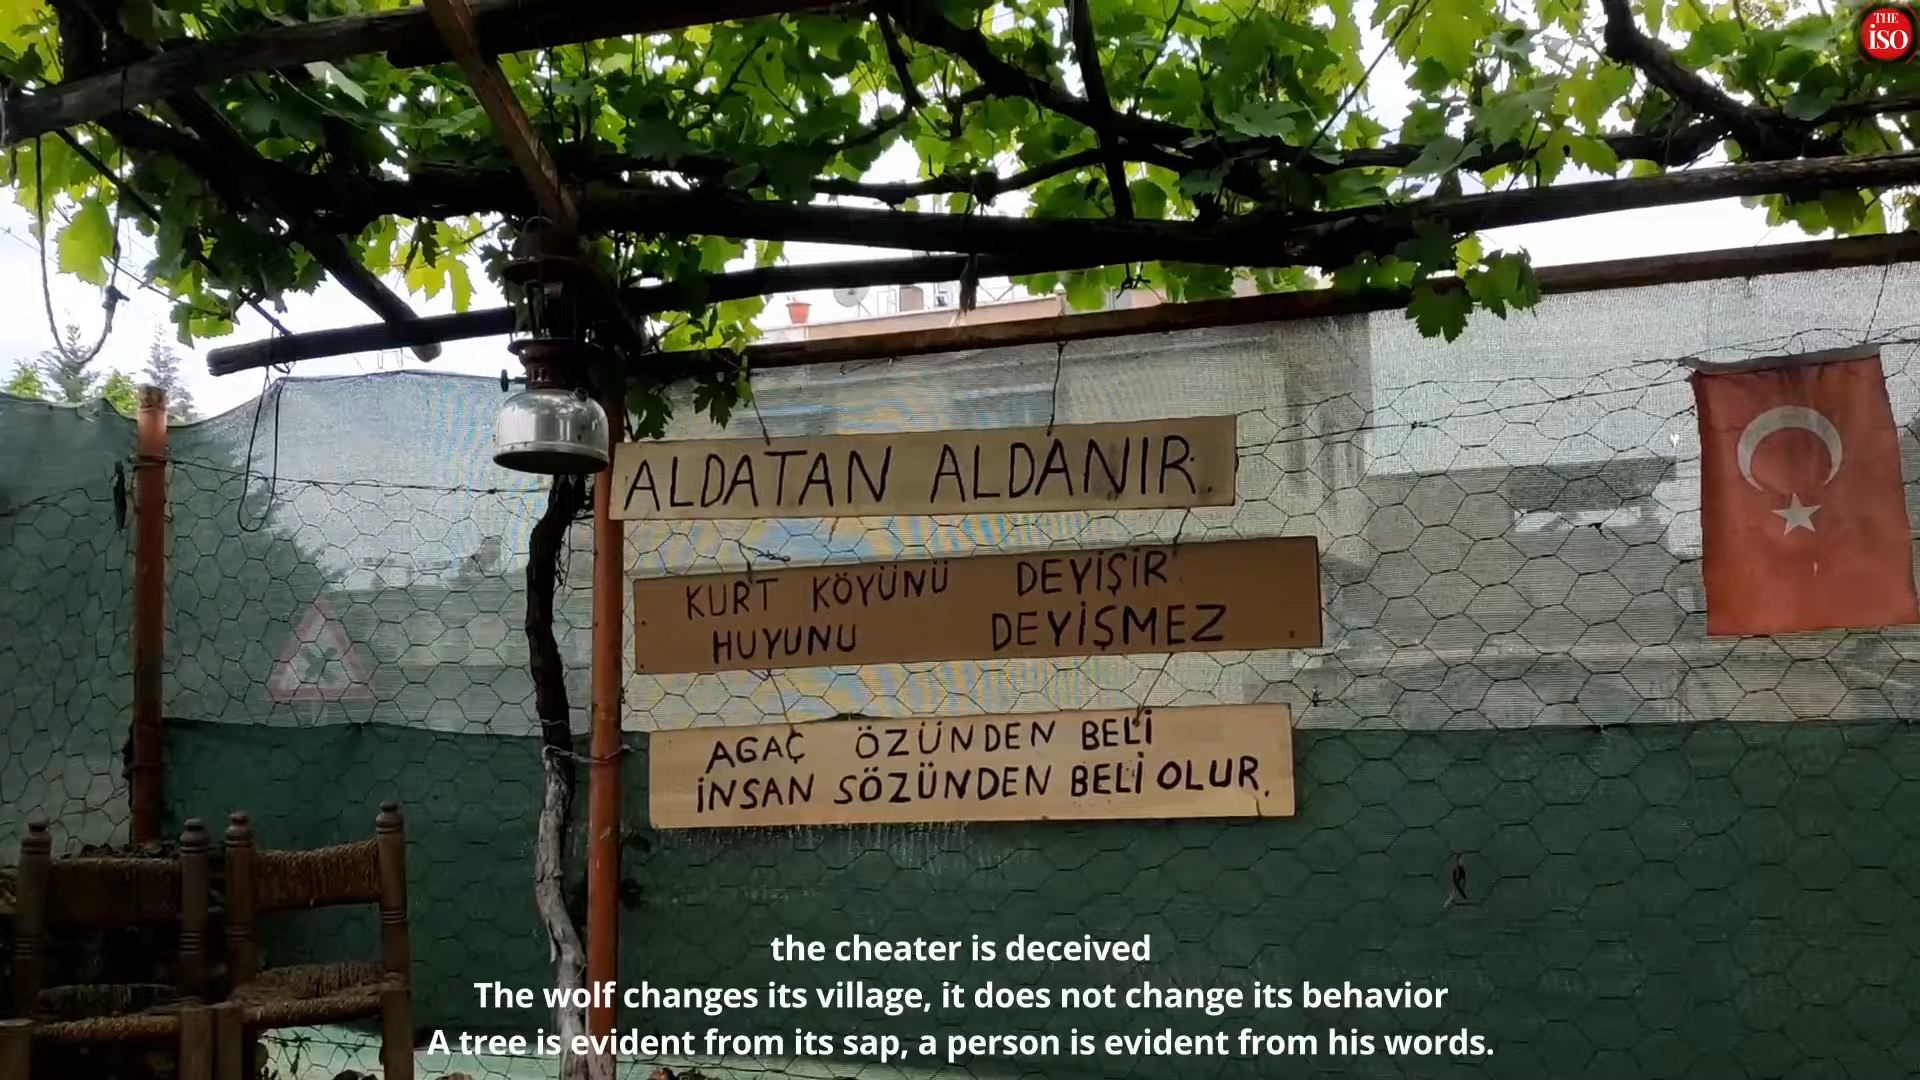 THE
iSO
ALDATAN ALDANIR.
KURT KÖYÜNÜ DEYİŞİR
HUYUNU DEYİŞMEZ
AGAÇ ÖZÜNDEN BELİ
İNSAN SÖZÜNDEN BELİ OLUR.
the cheater is deceived
The wolf changes its village, it does not change its behavior
A tree is evident from its sap, a person is evident from his words.